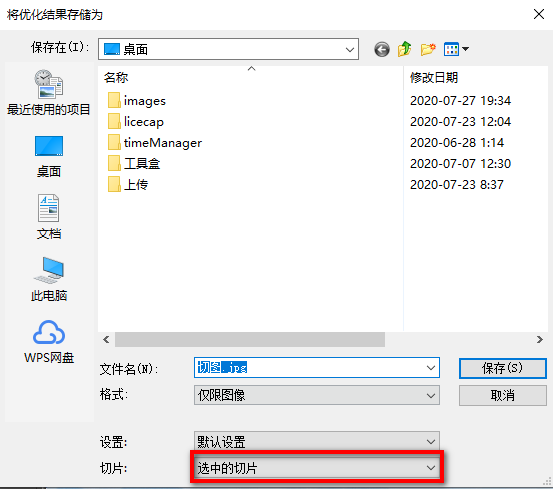 将优化结果存储为
保存在(I):
桌面
名称
修改日期
最近使用的项目
桌面
文档
此电脑
WPS网盘
images
2020-07-27 19:34
licecap
2020-07-23 12:04
timeManager
2020-06-28 1:14
工具盒
2020-07-07 12:30
上传
2020-07-23 8:37
文件名(N):
切图.jpg
保存(S)
格式:
仅限图像
取消
设置:
默认设置
切片:
选中的切片